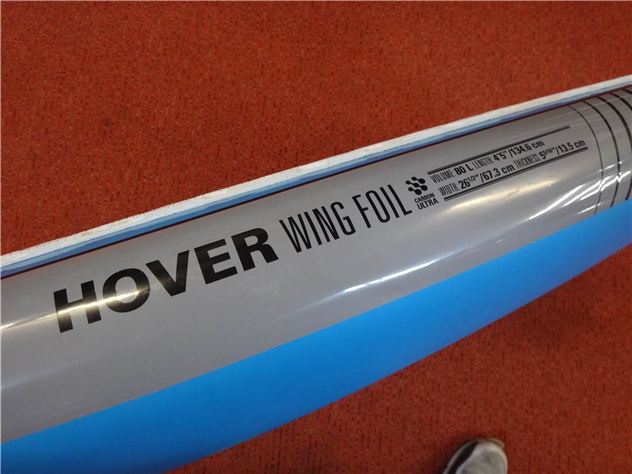 HOVER WING FOIL
CARBON
ULTRA
VOLUME: 80 L LENGTH: 4'5"/134.6 cm
WIDTH: 26 1/2"/67.3 cm THICKNESS: 5 5/16"/13.5 cm